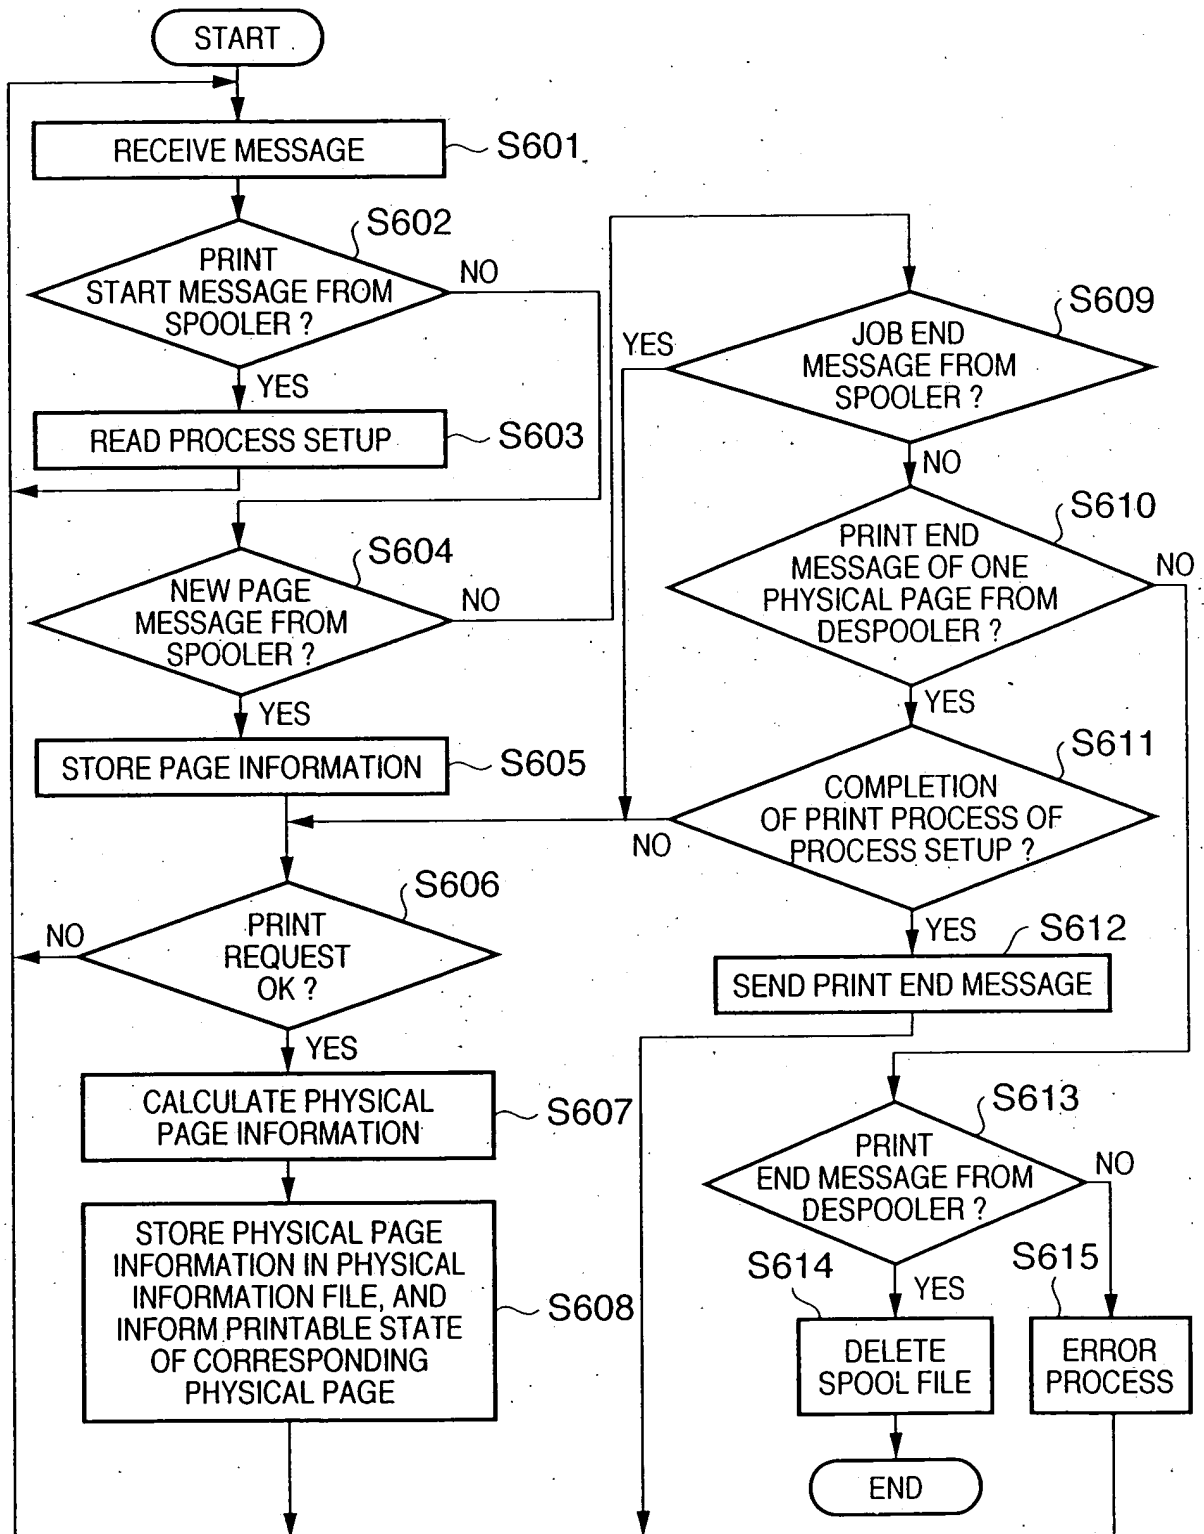 START
RECEIVE MESSAGE
S601
S602
PRINT
START MESSAGE FROM
SPOOLER ?
NO
YES
READ PROCESS SETUP
S603
S604
NEW PAGE
MESSAGE FROM
SPOOLER ?
NO
YES
STORE PAGE INFORMATION
S605
S606
PRINT
REQUEST
OK ?
NO
YES
CALCULATE PHYSICAL
PAGE INFORMATION
S607
STORE PHYSICAL PAGE
INFORMATION IN PHYSICAL
INFORMATION FILE, AND
INFORM PRINTABLE STATE
OF CORRESPONDING
PHYSICAL PAGE
S608
S609
JOB END
MESSAGE FROM
SPOOLER ?
YES
NO
S610
PRINT END
MESSAGE OF ONE
PHYSICAL PAGE FROM
DESPOOLER ?
NO
YES
S611
COMPLETION
OF PRINT PROCESS OF
PROCESS SETUP ?
NO
YES
S612
SEND PRINT END MESSAGE
S613
PRINT
END MESSAGE FROM
DESPOOLER ?
NO
YES
S614
DELETE
SPOOL FILE
S615
ERROR
PROCESS
END